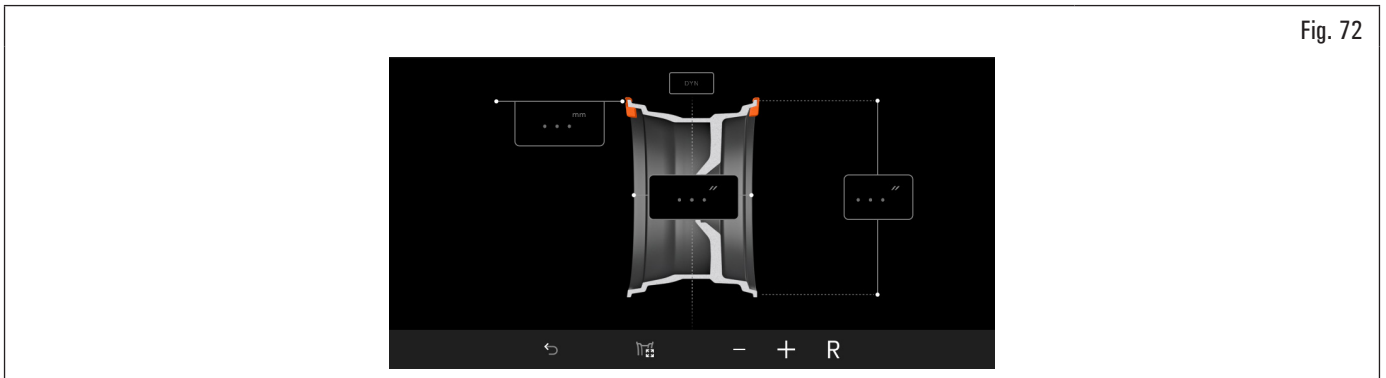 Fig. 72
DYN
mm
. . .
. . . "
. . . "
- + R